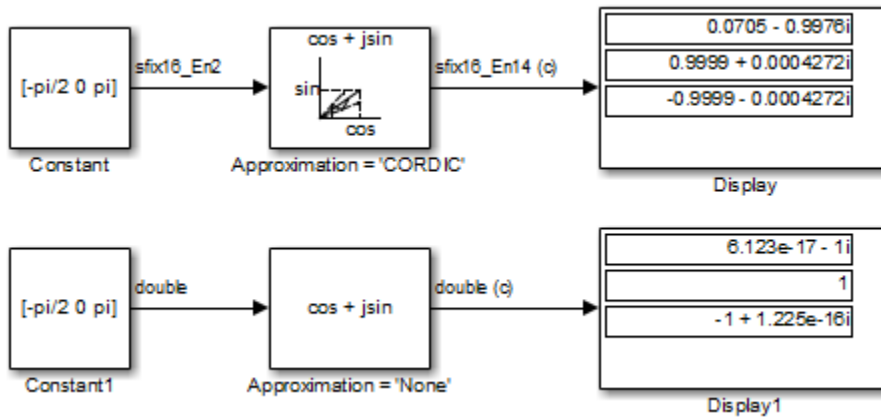 [-pi/2 0 pi]
Constant
sfix16_En2
cos + jsin
sin
cos
Approximation = 'CORDIC'
sfix16_En14 (c)
0.0705 - 0.9976i
0.9999 + 0.0004272i
-0.9999 - 0.0004272i
Display
[-pi/2 0 pi]
Constant1
double
cos + jsin
Approximation = 'None'
double (c)
6.123e-17 - 1i
1
-1 + 1.225e-16i
Display1